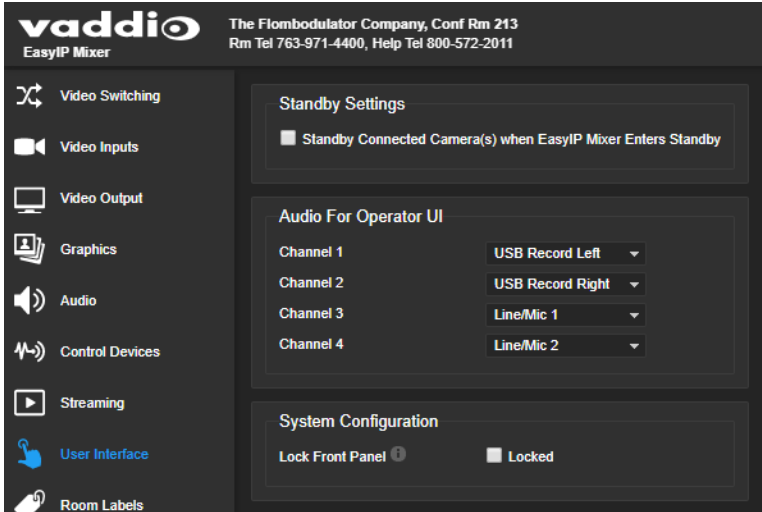 vaddio
EasyIP Mixer
The Flombodulator Company, Conf Rm 213
Rm Tel 763-971-4400, Help Tel 800-572-2011
Video Switching
Video Inputs
Video Output
Graphics
Audio
Control Devices
Streaming
User Interface
Room Labels
Standby Settings
Standby Connected Camera(s) when EasyIP Mixer Enters Standby
Audio For Operator UI
Channel 1 USB Record Left
Channel 2 USB Record Right
Channel 3 Line/Mic 1
Channel 4 Line/Mic 2
System Configuration
Lock Front Panel Locked